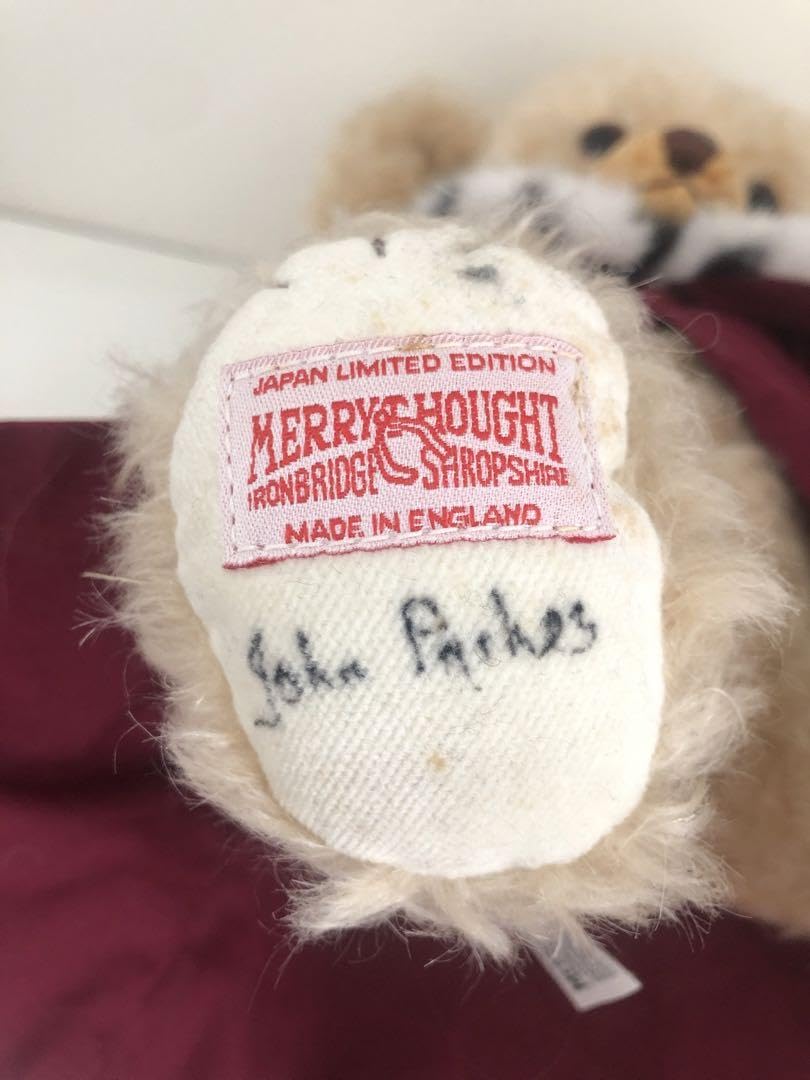 JAPAN LIMITED EDITION
MERRYTHOUGHT
IRONBRIDGE SHROPSHIRE
MADE IN ENGLAND
John Parkes